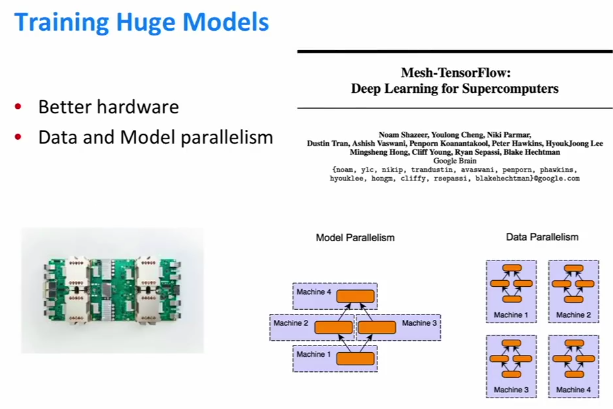 Training Huge Models
• Better hardware
• Data and Model parallelism
Mesh-TensorFlow:
Deep Learning for Supercomputers
Noam Shazeer, Youlong Cheng, Niki Parmar,
Dustin Tran, Ashish Vaswani, Penporn Koanantakool, Peter Hawkins, HyoukJoong Lee
Mingsheng Hong, Cliff Young, Ryan Sepassi, Blake Hechtman
Google Brain
{noam, ylc, nikip, trandustin, avaswani, penporn, phawkins,
hyouklee, hongm, cliffy, rsepassi, blakehechtman}@google.com
Model Parallelism
Machine 4
Machine 2
Machine 3
Machine 1
Data Parallelism
Machine 1
Machine 2
Machine 3
Machine 4